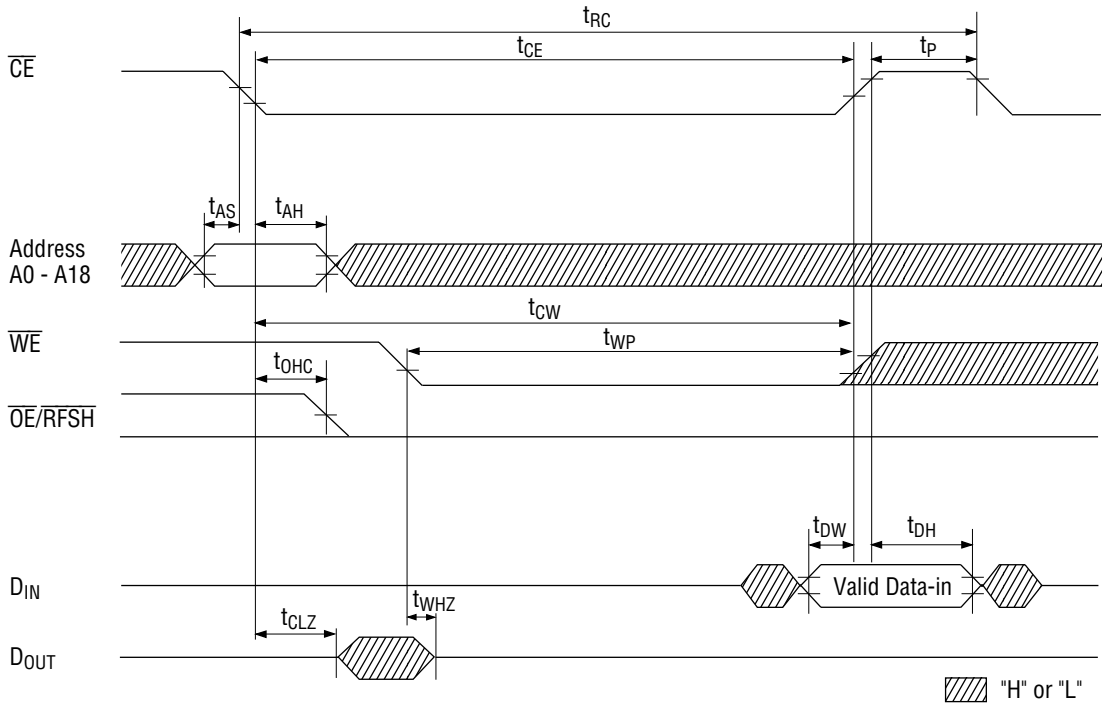 tRC
tCE
tP
CE
tAS
tAH
Address
A0 - A18
tCW
WE
tWP
tOHC
OE/RFSH
tDW
tDH
DIN
Valid Data-in
tWHZ
tCLZ
DOUT
"H" or "L"